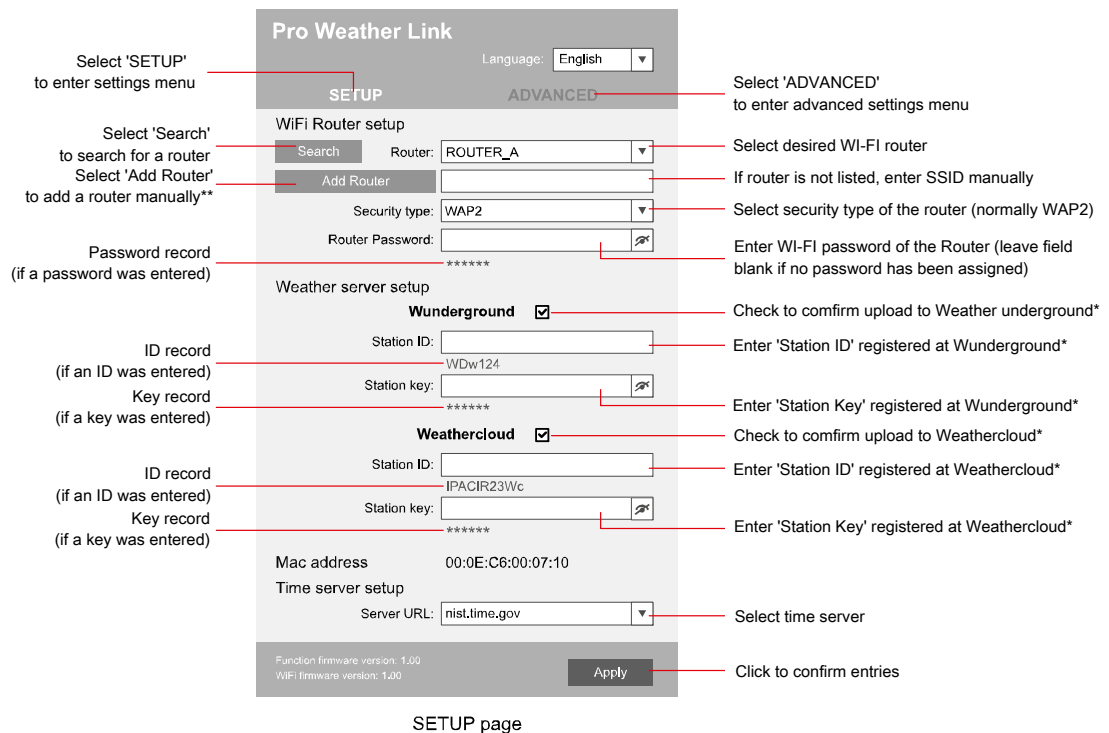 Pro Weather Link
Language: English
Select 'SETUP'
to enter settings menu
SETUP
ADVANCED
Select 'ADVANCED'
to enter advanced settings menu
WiFi Router setup
Select 'Search'
to search for a router
Search
Router: ROUTER_A
Select desired WI-FI router
Select 'Add Router'
to add a router manually**
Add Router
If router is not listed, enter SSID manually
Security type: WAP2
Select security type of the router (normally WAP2)
Router Password:
Enter WI-FI password of the Router (leave field
blank if no password has been assigned)
Password record
(if a password was entered)
******
Weather server setup
Wunderground
Check to comfirm upload to Weather underground*
Station ID:
Enter 'Station ID' registered at Wunderground*
ID record
(if an ID was entered)
WDw124
Station key:
Enter 'Station Key' registered at Wunderground*
Key record
(if a key was entered)
******
Weathercloud
Check to comfirm upload to Weathercloud*
Station ID:
Enter 'Station ID' registered at Weathercloud*
ID record
(if an ID was entered)
IPACIR23Wc
Station key:
Enter 'Station Key' registered at Weathercloud*
Key record
(if a key was entered)
******
Mac address 00:0E:C6:00:07:10
Time server setup
Server URL: nist.time.gov
Select time server
Function firmware version: 1.00
WiFi firmware version: 1.00
Apply
Click to confirm entries
SETUP page